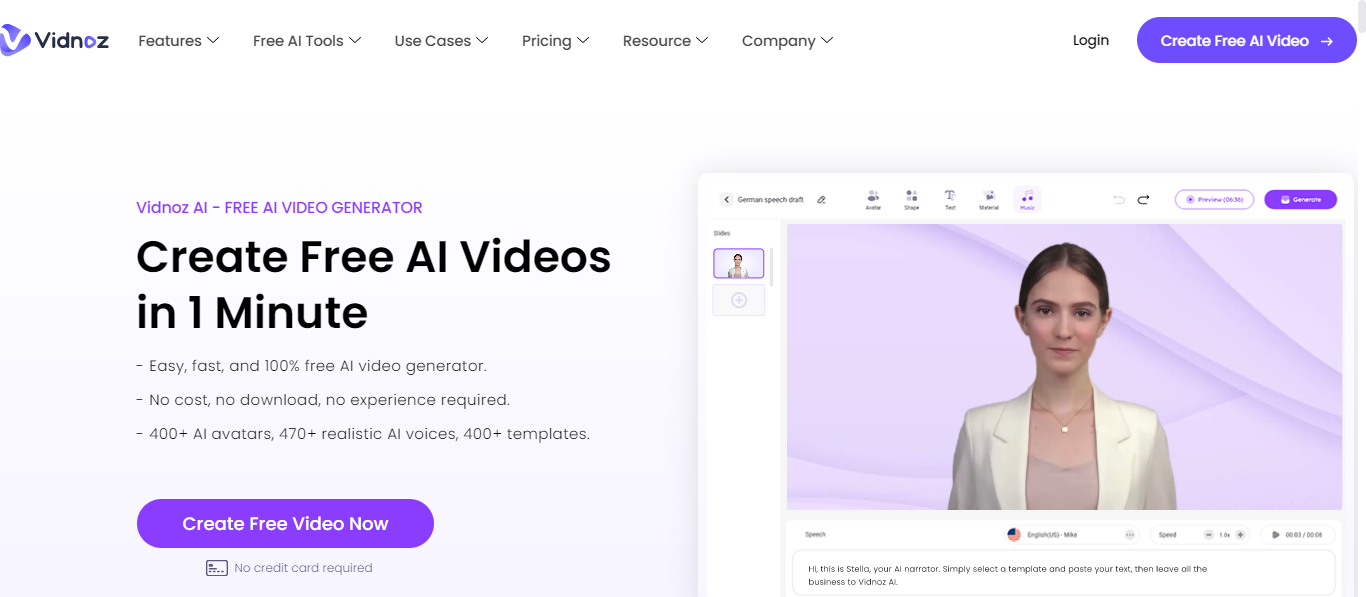 Vidnoz
Features
Free AI Tools
Use Cases
Pricing
Resource
Company
Login
Create Free AI Video
Vidnoz AI - FREE AI VIDEO GENERATOR
Create Free AI Videos
in 1 Minute
- Easy, fast, and 100% free AI video generator.
- No cost, no download, no experience required.
- 400+ AI avatars, 470+ realistic AI voices, 400+ templates.
Create Free Video Now
No credit card required
German speech draft
Avatar
Shape
Text
Material
Music
Preview (06:36)
Generate
Slides
Speech
English(US) - Mike
Speed
1.0x
00:03 / 00:08
Hi, this is Stella, your AI narrator. Simply select a template and paste your text, then leave all the
business to Vidnoz AI.